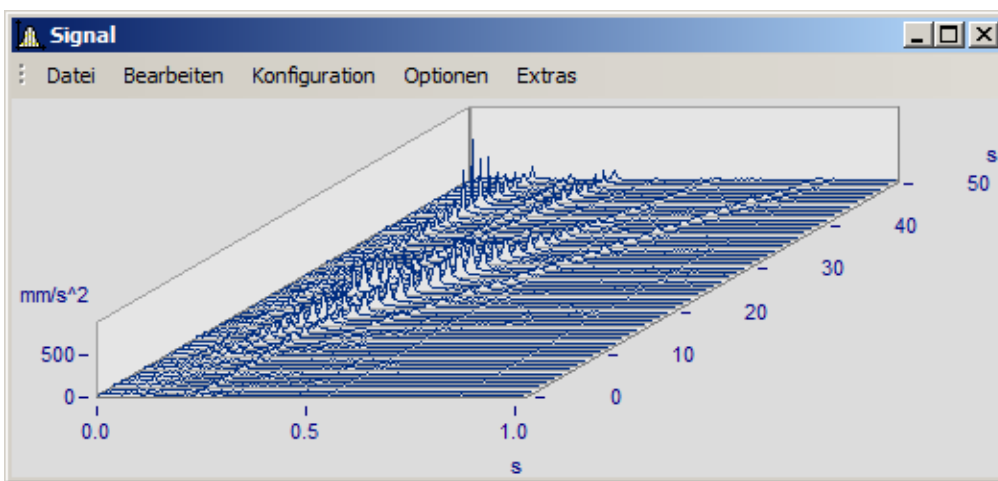 Signal
Datei Bearbeiten Konfiguration Optionen Extras
s
50
40
30
mm/s^2
20
500
10
0
0
0.0 0.5 1.0
s